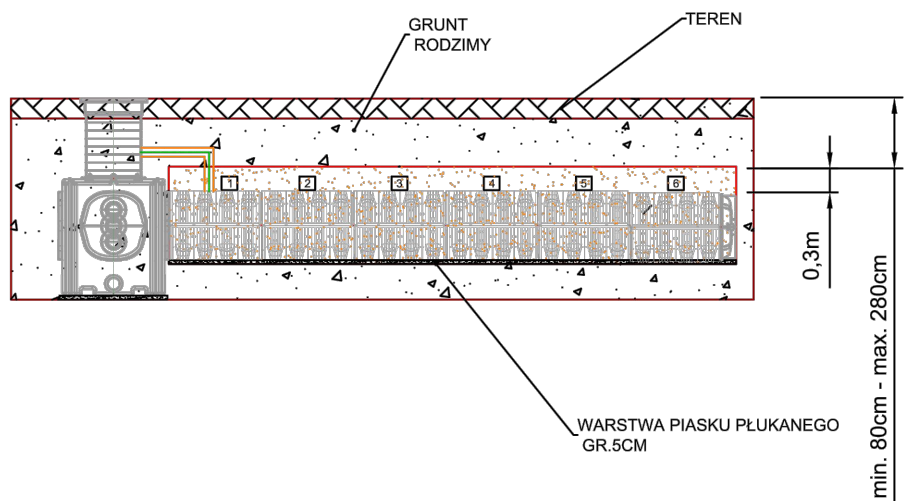 GRUNT
RODZIMY
TEREN
1 2 3 4 5 6
0,3m
min. 80cm - max. 280cm
WARSTWA PIASKU PŁUKANEGO
GR.5CM